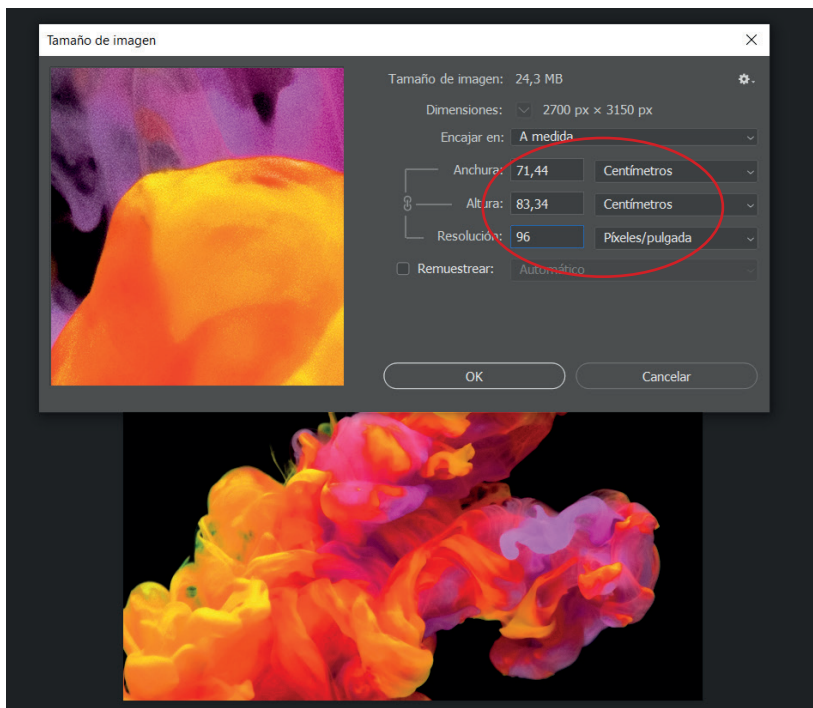 Tamaño de imagen
Tamaño de imagen: 24,3 MB
Dimensiones: 2700 px × 3150 px
Encajar en: A medida
Anchura: 71,44 Centímetros
Altura: 83,34 Centímetros
Resolución: 96 Píxeles/pulgada
Remuestrear: Automático
OK Cancelar